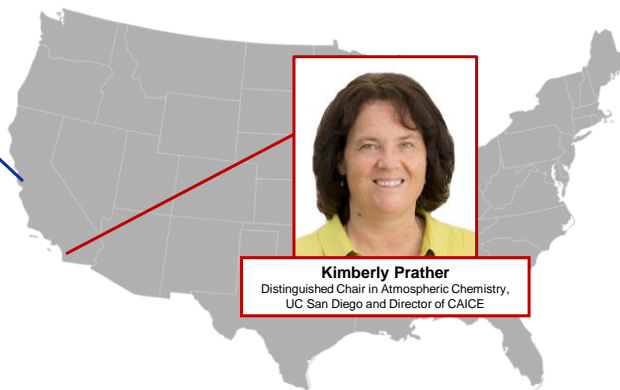 Kimberly Prather
Distinguished Chair in Atmospheric Chemistry,
UC San Diego and Director of CAICE